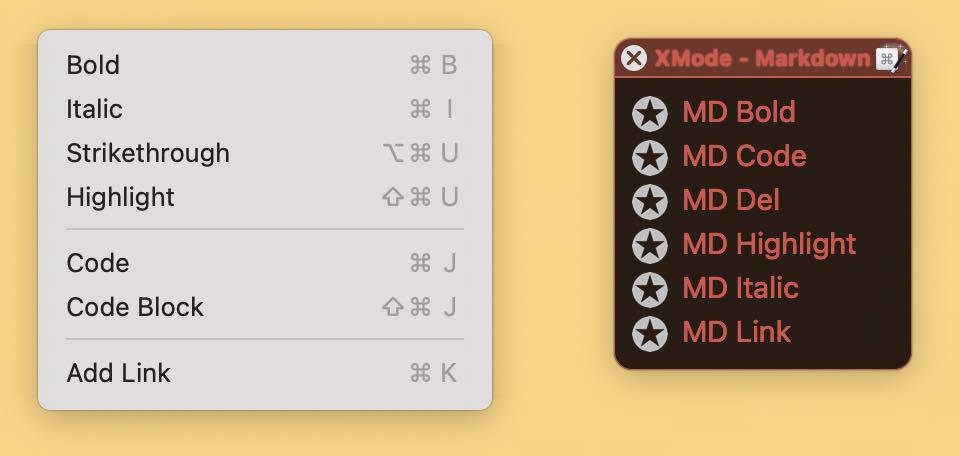 Bold ⌘ B
Italic ⌘ I
Strikethrough ⌥⌘ U
Highlight ⇧⌘ U
Code ⌘ J
Code Block ⇧⌘ J
Add Link ⌘ K
XMode - Markdown ⌘
MD Bold
MD Code
MD Del
MD Highlight
MD Italic
MD Link